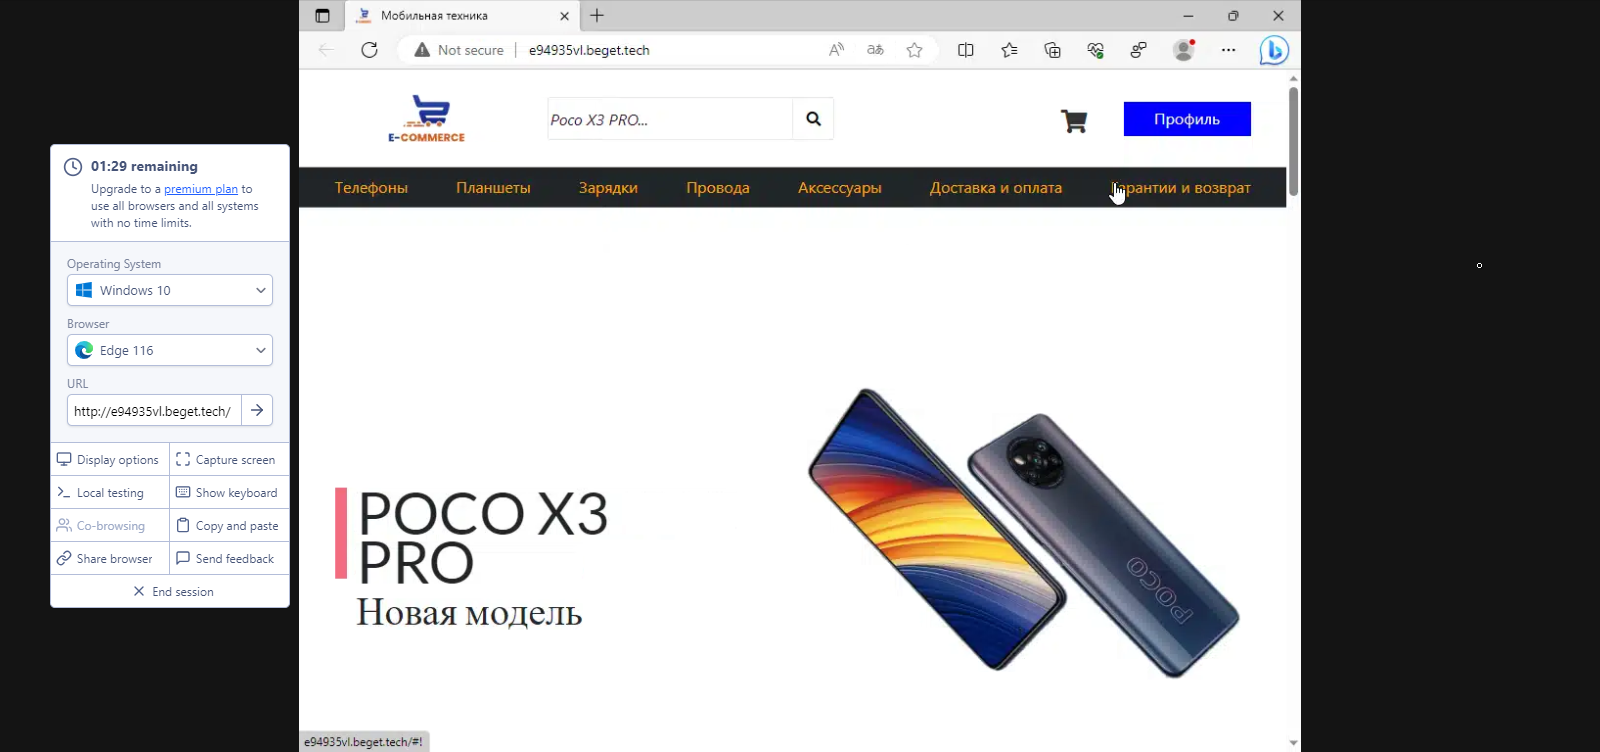 Мобильная техника
Not secure
e94935vl.beget.tech
E-COMMERCE
Poco X3 PRO...
Профиль
Телефоны
Планшеты
Зарядки
Провода
Аксессуары
Доставка и оплата
арантии и возврат
POCO X3
PRO
Новая модель
POCO
e94935vl.beget.tech/#!
01:29 remaining
Upgrade to a premium plan to
use all browsers and all systems
with no time limits.
Operating System
Windows 10
Browser
Edge 116
URL
http://e94935vl.beget.tech/
Display options
Capture screen
Local testing
Show keyboard
Co-browsing
Copy and paste
Share browser
Send feedback
End session